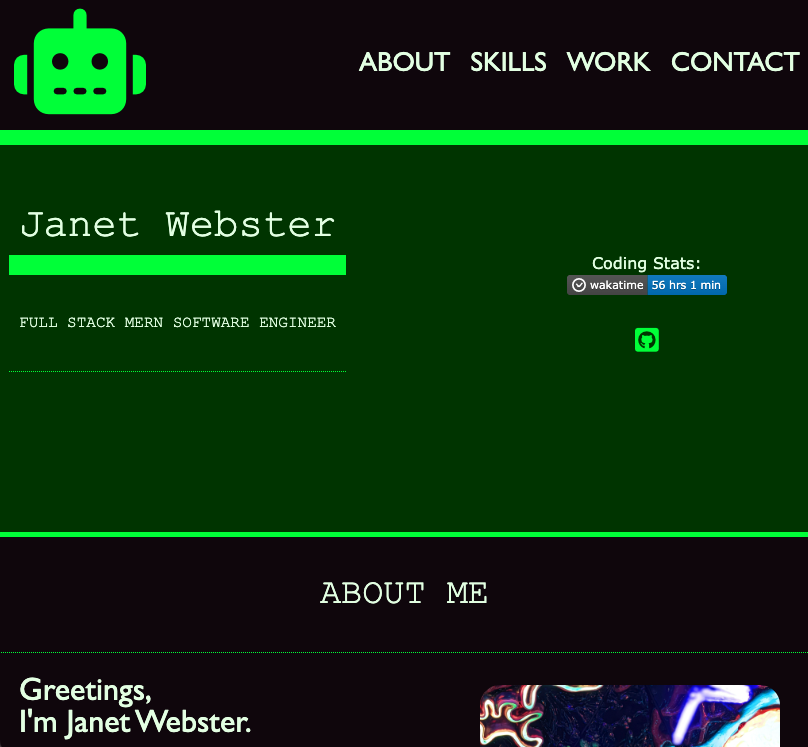 ABOUT SKILLS WORK CONTACT
Janet Webster
Coding Stats:
wakatime 56 hrs 1 min
FULL STACK MERN SOFTWARE ENGINEER
ABOUT ME
Greetings,
I'm Janet Webster.